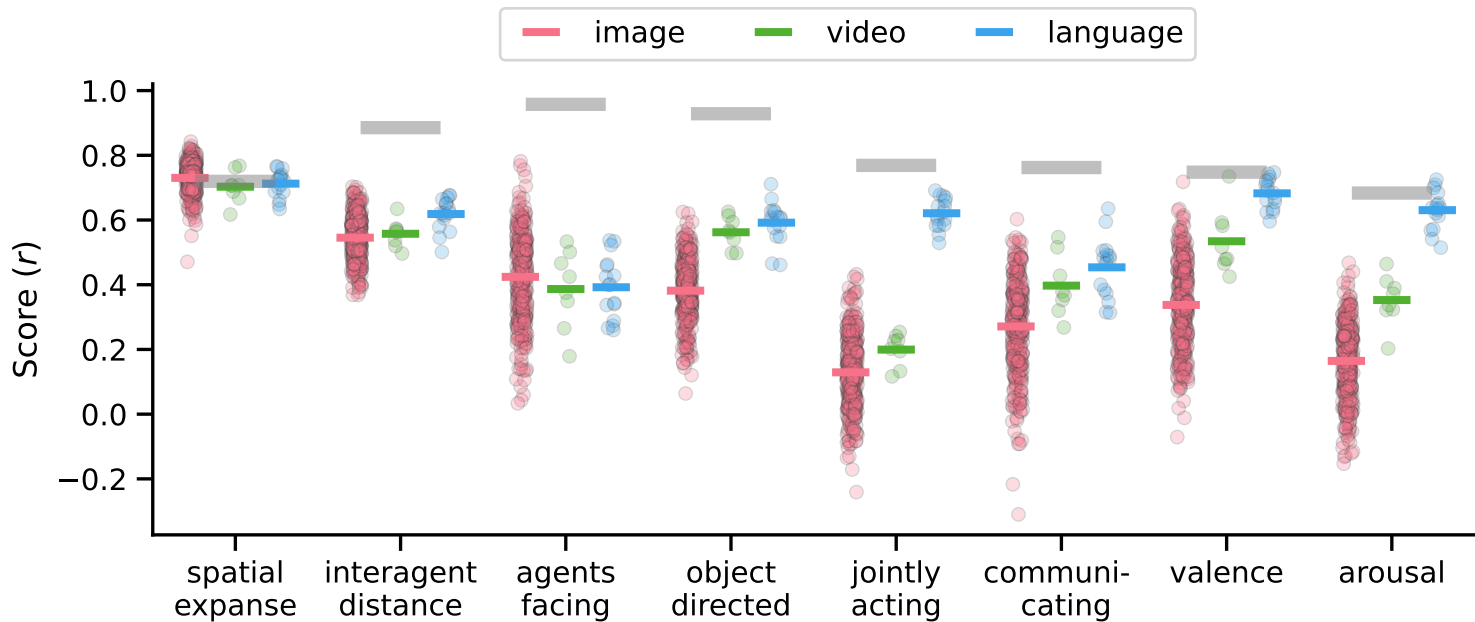 image video language
1.0
0.8
0.6
0.4
0.2
0.0
−0.2
Score (r)
spatial expanse
interagent distance
agents facing
object directed
jointly acting
communi-cating
valence
arousal